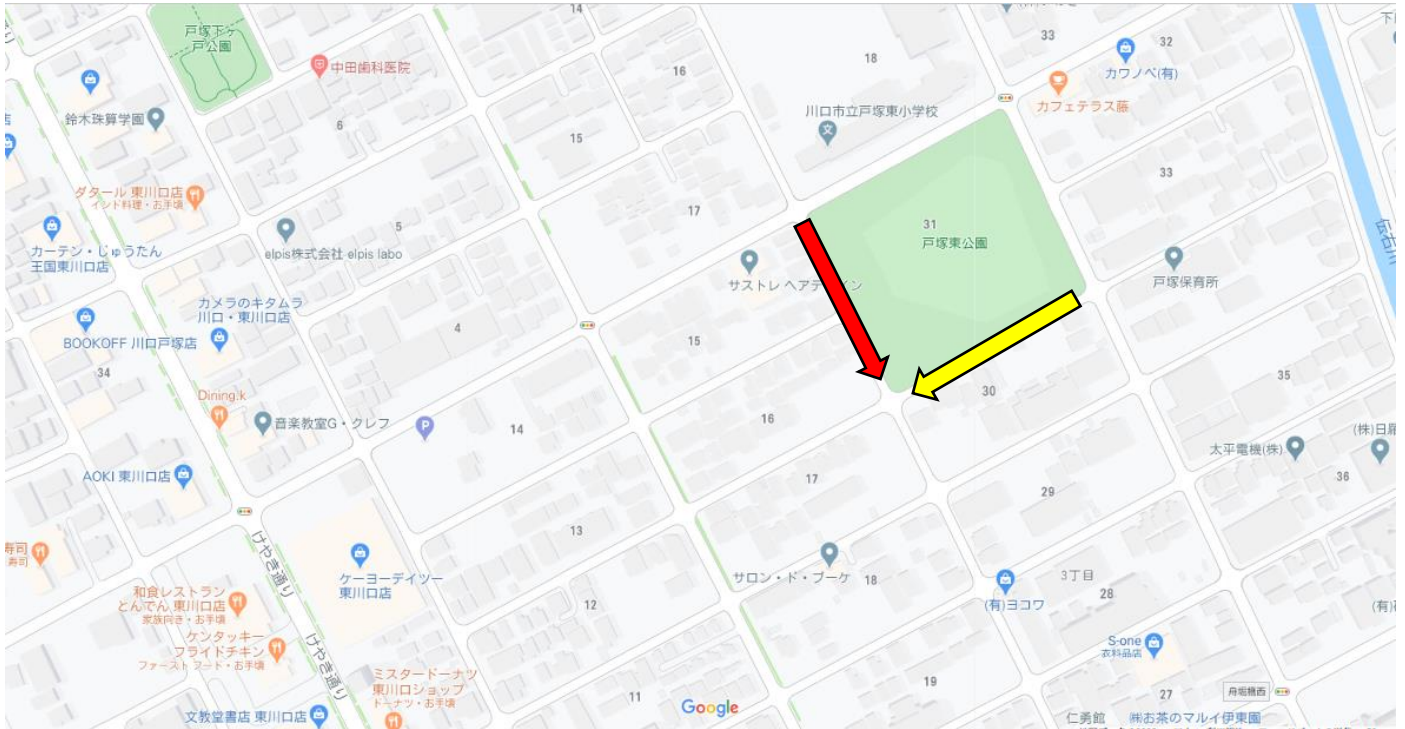 14
戸塚下ヶ
戸公園
中田歯科医院
鈴木珠算学園
6
16
15
18
33
32
カワノベ(有)
カフェテラス藤
川口市立戸塚東小学校
33
ダタール 東川口店
インド料理・お手頃
カーテン・じゅうたん
王国東川口店
5
elpis株式会社 elpis labo
17
31
戸塚東公園
伝右川
サストレ ヘアデ
イン
戸塚保育所
カメラのキタムラ
川口・東川口店
BOOKOFF 川口戸塚店
4
15
34
Dining.k
音楽教室G・クレフ
P
14
16
30
35
太平電機(株)
AOKI 東川口店
17
29
36
寿司
寿司
けやき通り
ケーヨーデイツー
東川口店
13
サロン・ド・ブーケ
18
(有)ヨコワ
3丁目
28
和食レストラン
とんでん 東川口店
家族向き・お手頃
12
ケンタッキー
フライドチキン
ファースト フード・お手頃
けやき通り
S-one
衣料品店
ミスタードーナツ
東川口ショップ
ドーナツ・お手頃
11
19
27
舟堀橋西
文教堂書店 東川口店
Google
仁勇館
㈱お茶のマルイ伊東園